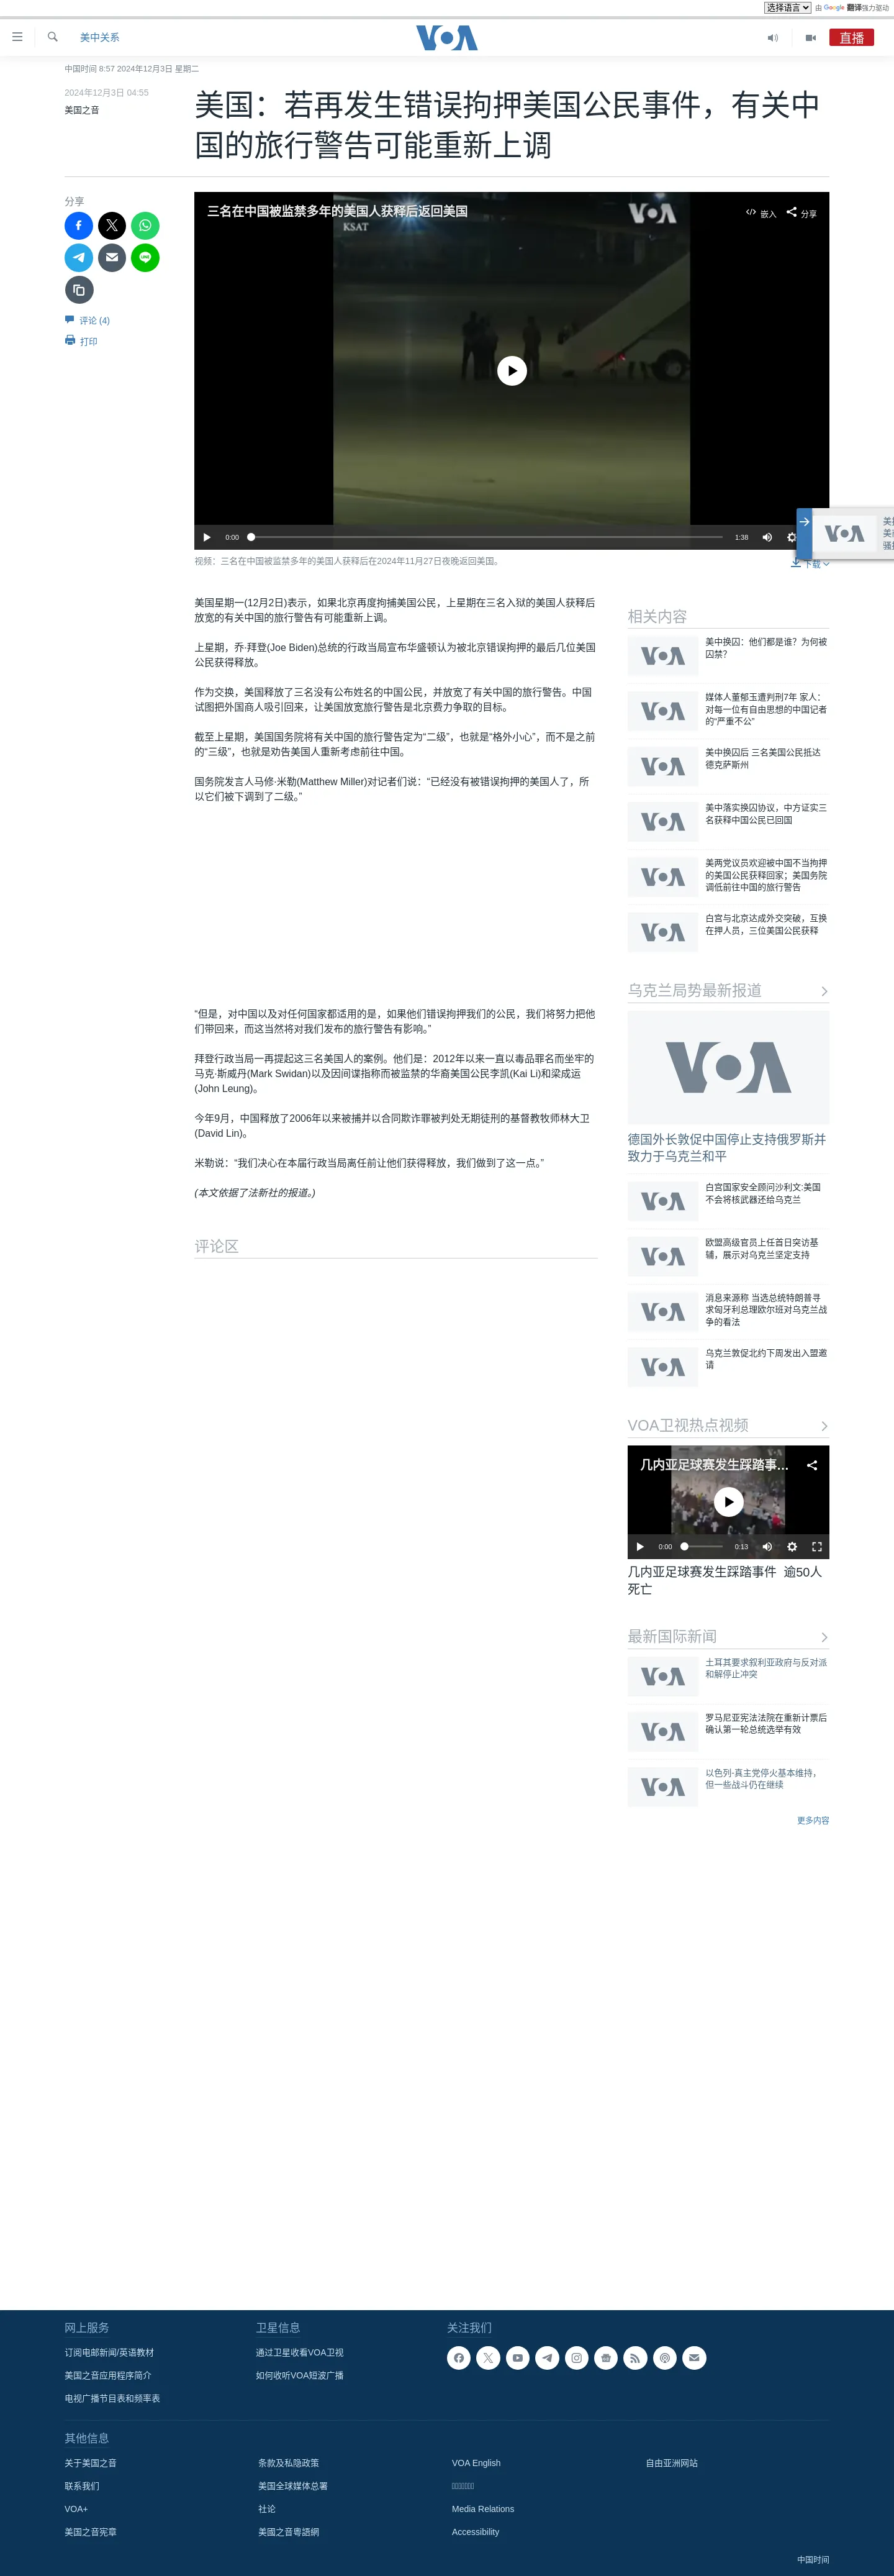 选择语言 由 Google 翻译强力驱动
美中关系
VOA
直播
中国时间 8:57 2024年12月3日 星期二
2024年12月3日 04:55
美国之音
美国：若再发生错误拘押美国公民事件，有关中
国的旅行警告可能重新上调
分享
评论 (4)
打印
三名在中国被监禁多年的美国人获释后返回美国
KSAT
VOA
嵌入
分享
0:00
1:38
视频：三名在中国被监禁多年的美国人获释后在2024年11月27日夜晚返回美国。
下载
VOA
美国星期一(12月2日)表示，如果北京再度拘捕美国公民，上星期在三名入狱的美国人获释后
放宽的有关中国的旅行警告有可能重新上调。
上星期，乔·拜登(Joe Biden)总统的行政当局宣布华盛顿认为被北京错误拘押的最后几位美国
公民获得释放。
作为交换，美国释放了三名没有公布姓名的中国公民，并放宽了有关中国的旅行警告。中国
试图把外国商人吸引回来，让美国放宽旅行警告是北京费力争取的目标。
截至上星期，美国国务院将有关中国的旅行警告定为“二级”，也就是“格外小心”，而不是之前
的“三级”，也就是劝告美国人重新考虑前往中国。
国务院发言人马修·米勒(Matthew Miller)对记者们说：“已经没有被错误拘押的美国人了，所
以它们被下调到了二级。”
“但是，对中国以及对任何国家都适用的是，如果他们错误拘押我们的公民，我们将努力把他
们带回来，而这当然将对我们发布的旅行警告有影响。”
拜登行政当局一再提起这三名美国人的案例。他们是：2012年以来一直以毒品罪名而坐牢的
马克·斯威丹(Mark Swidan)以及因间谍指称而被监禁的华裔美国公民李凯(Kai Li)和梁成运
(John Leung)。
今年9月，中国释放了2006年以来被捕并以合同欺诈罪被判处无期徒刑的基督教牧师林大卫
(David Lin)。
米勒说：“我们决心在本届行政当局离任前让他们获得释放，我们做到了这一点。”
(本文依据了法新社的报道。)
评论区
相关内容
VOA
美中换囚：他们都是谁？为何被
囚禁？
VOA
媒体人董郁玉遭判刑7年 家人：
对每一位有自由思想的中国记者
的“严重不公”
VOA
美中换囚后 三名美国公民抵达
德克萨斯州
VOA
美中落实换囚协议，中方证实三
名获释中国公民已回国
VOA
美两党议员欢迎被中国不当拘押
的美国公民获释回家；美国务院
调低前往中国的旅行警告
VOA
白宫与北京达成外交突破，互换
在押人员，三位美国公民获释
乌克兰局势最新报道
VOA
德国外长敦促中国停止支持俄罗斯并
致力于乌克兰和平
VOA
白宫国家安全顾问沙利文:美国
不会将核武器还给乌克兰
VOA
欧盟高级官员上任首日突访基
辅，展示对乌克兰坚定支持
VOA
消息来源称 当选总统特朗普寻
求匈牙利总理欧尔班对乌克兰战
争的看法
VOA
乌克兰敦促北约下周发出入盟邀
请
VOA卫视热点视频
几内亚足球赛发生踩踏事...
0:00
0:13
几内亚足球赛发生踩踏事件 逾50人
死亡
最新国际新闻
VOA
土耳其要求叙利亚政府与反对派
和解停止冲突
VOA
罗马尼亚宪法法院在重新计票后
确认第一轮总统选举有效
VOA
以色列-真主党停火基本维持，
但一些战斗仍在继续
更多内容
网上服务
订阅电邮新闻/英语教材
美国之音应用程序简介
电视广播节目表和频率表
卫星信息
通过卫星收看VOA卫视
如何收听VOA短波广播
关注我们
其他信息
关于美国之音
联系我们
VOA+
美国之音宪章
条款及私隐政策
美国全球媒体总署
社论
美國之音粵語網
VOA English
Media Relations
Accessibility
自由亚洲网站
中国时间